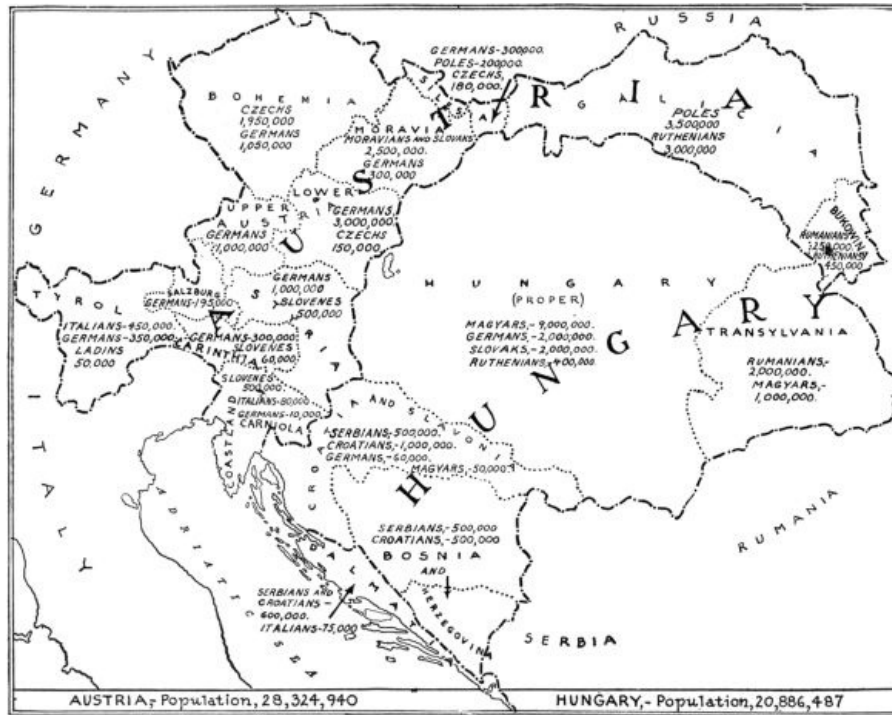 RUSSIA
GERMANY
GERMANS-300,000.
POLES-200,000.
CZECHS,
180,000.
BOHEMIA
CZECHS
1,950,000
GERMANS
1,050,000
MORAVIA
MORAVIANS AND SLOVAKS
2,500,000.
GERMANS
300,000
AUSTRIA
GALICIA
POLES
3,500,000
RUTHENIANS
3,000,000
BUKOWINA
RUMANIANS
250,000
RUTHENIANS
450,000
LOWER
GERMANS,
3,000,000
CZECHS
150,000
UPPER
AUSTRIA
GERMANS
1,000,000
GERMANS
1,000,000
SLOVENES
500,000
SALZBURG
GERMANS-195,000
TYROL
ITALIANS-450,000.
GERMANS-350,000
LADINS
50,000
GERMANS-300,000
CARINTHIA
SLOVENES
60,000
SLOVENES
500,000
ITALIANS-80,000
GERMANS-10,000
CARNIOLA
COASTLAND
HUNGARY
(PROPER)
MAGYARS,-9,000,000.
GERMANS,-2,000,000.
SLOVAKS,-2,000,000.
RUTHENIANS,-400,000.
HUNGARY
TRANSYLVANIA
RUMANIANS,-
2,000,000.
MAGYARS,-
1,000,000.
CROATIA AND SLAVONIA
SERBIANS,-500,000.
CROATIANS,-1,000,000.
GERMANS,-60,000.
MAGYARS,-50,000.
SERBIANS,-500,000
CROATIANS,-500,000
BOSNIA
AND
HERZEGOVINA
DALMATIA
SERBIANS AND
CROATIANS-
600,000.
ITALIANS-75,000
ITALY
ADRIATIC SEA
SERBIA
RUMANIA
AUSTRIA,- Population, 28,324,940
HUNGARY,- Population, 20,886,487